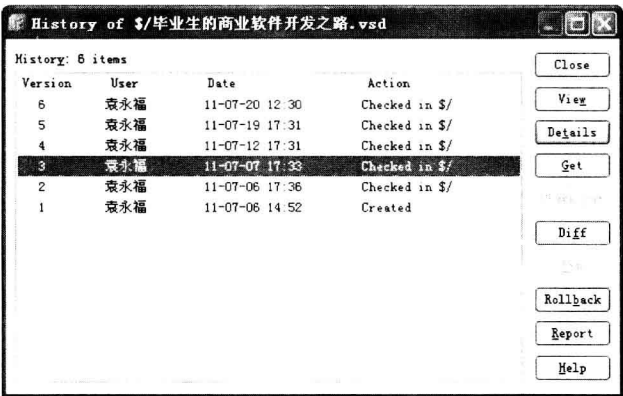 History of $/毕业生的商业软件开发之路.vsd
History: 6 items
Close
Version User Date Action
6 袁永福 11-07-20 12:30 Checked in $/
View
5 袁永福 11-07-19 17:31 Checked in $/
Details
4 袁永福 11-07-12 17:31 Checked in $/
3 袁永福 11-07-07 17:33 Checked in $/
Get
2 袁永福 11-07-06 17:36 Checked in $/
1 袁永福 11-07-06 14:52 Created
Diff
Rollback
Report
Help